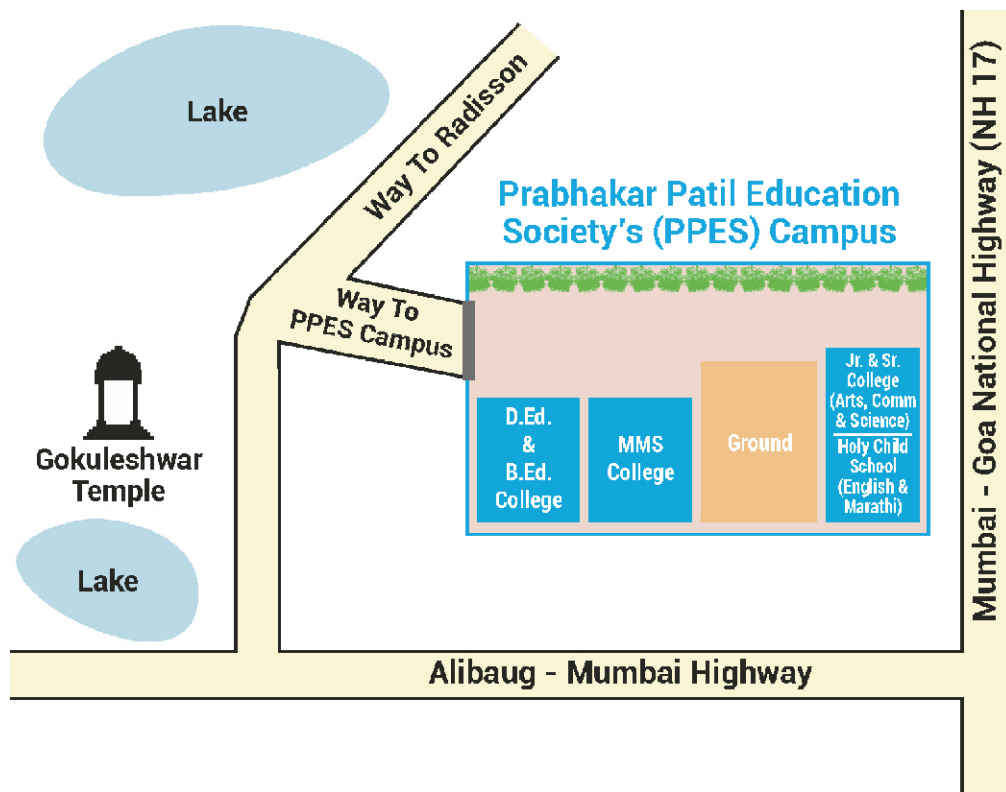 Lake
Way To Radisson
Mumbai - Goa National Highway (NH 17)
Prabhakar Patil Education
Society's (PPES) Campus
Way To
PPES Campus
Jr. & Sr.
College
(Arts, Comm
& Science)
Holy Child
School
(English &
Marathi)
D.Ed.
&
B.Ed.
College
MMS
College
Ground
Gokuleshwar
Temple
Lake
Alibaug - Mumbai Highway